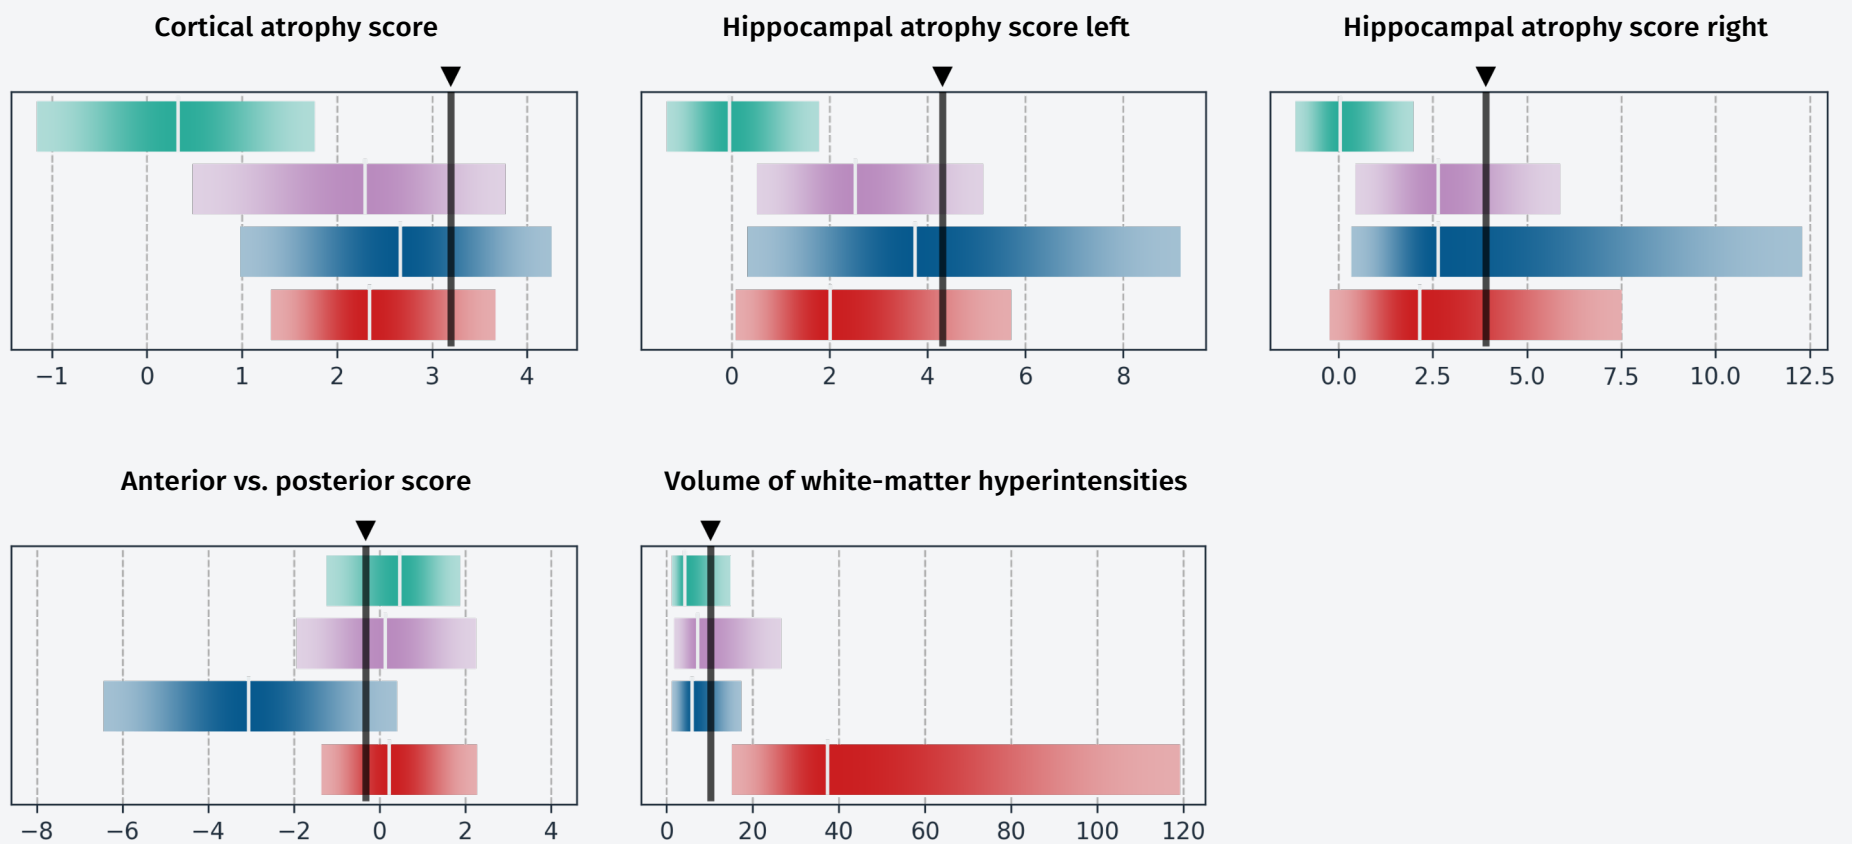 Cortical atrophy score
Hippocampal atrophy score left
Hippocampal atrophy score right
−1 0 1 2 3 4
0 2 4 6 8
0.0 2.5 5.0 7.5 10.0 12.5
Anterior vs. posterior score
Volume of white-matter hyperintensities
−8 −6 −4 −2 0 2 4
0 20 40 60 80 100 120